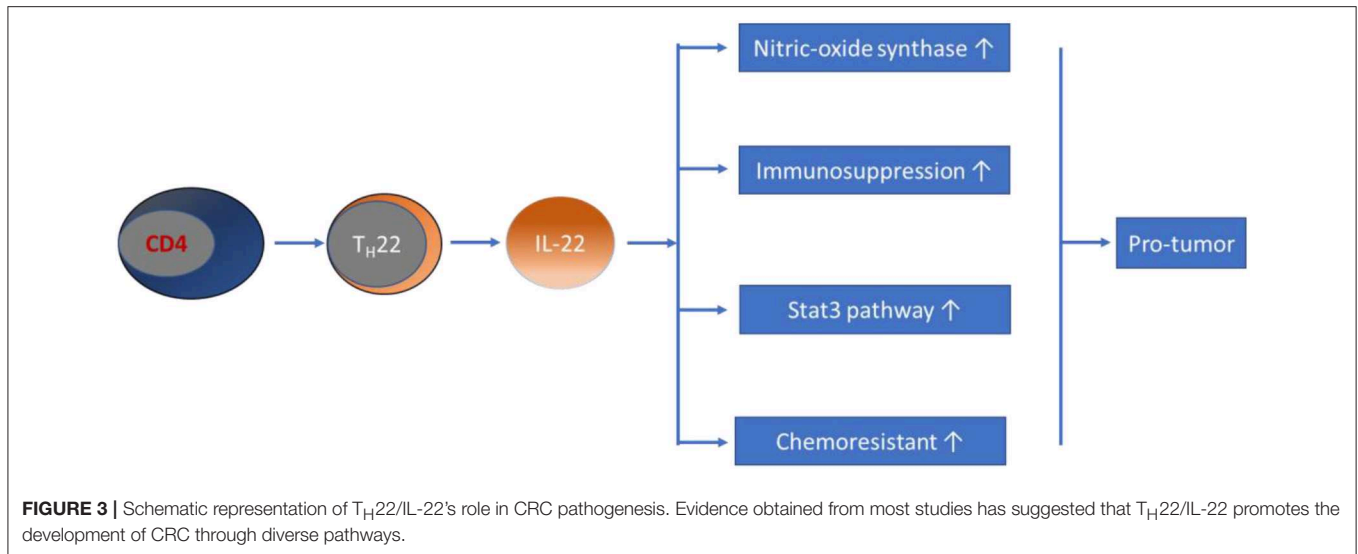 Nitric-oxide synthase ↑
Immunosuppression ↑
CD4
TH22
IL-22
Pro-tumor
Stat3 pathway ↑
Chemoresistant ↑
FIGURE 3 | Schematic representation of TH22/IL-22's role in CRC pathogenesis. Evidence obtained from most studies has suggested that TH22/IL-22 promotes the
development of CRC through diverse pathways.